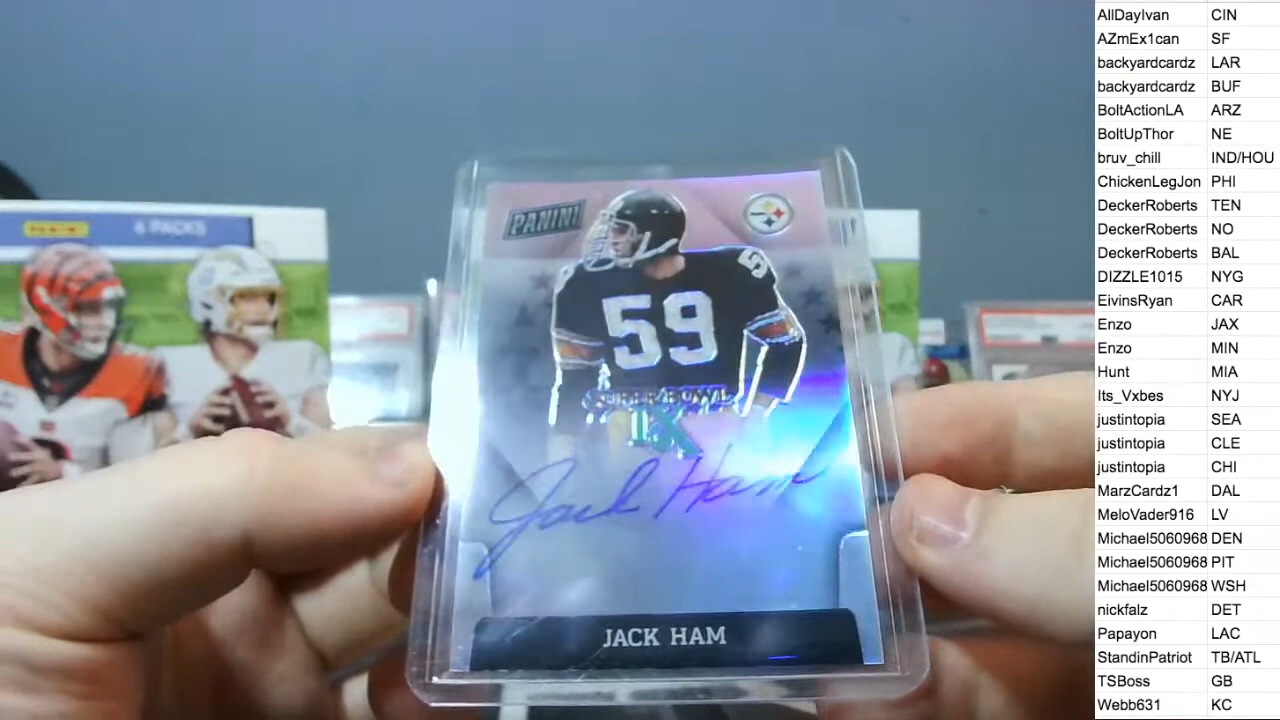 PANINI
6 PACKS
PANINI
59
59
SUPER BOWL
IX
Jack Ham
JACK HAM
AllDayIvan CIN
AZmEx1can SF
backyardcardz LAR
backyardcardz BUF
BoltActionLA ARZ
BoltUpThor NE
bruv_chill IND/HOU
ChickenLegJon PHI
DeckerRoberts TEN
DeckerRoberts NO
DeckerRoberts BAL
DIZZLE1015 NYG
EivinsRyan CAR
Enzo JAX
Enzo MIN
Hunt MIA
Its_Vxbes NYJ
justintopia SEA
justintopia CLE
justintopia CHI
MarzCardz1 DAL
MeloVader916 LV
Michael5060968 DEN
Michael5060968 PIT
Michael5060968 WSH
nickfalz DET
Papayon LAC
StandinPatriot TB/ATL
TSBoss GB
Webb631 KC